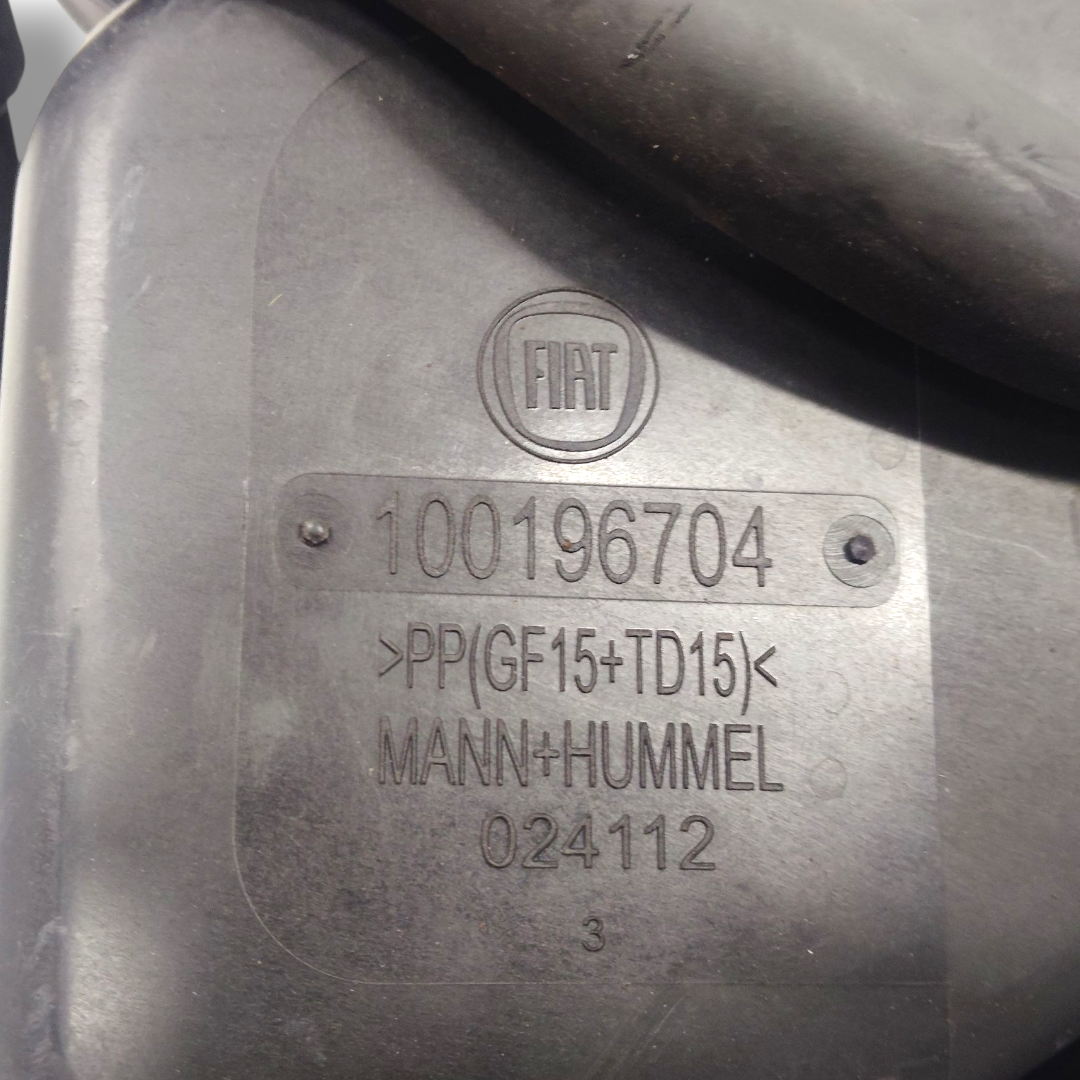 FIAT
100196704
>PP(GF15+TD15)<
MANN+HUMMEL
024112
3